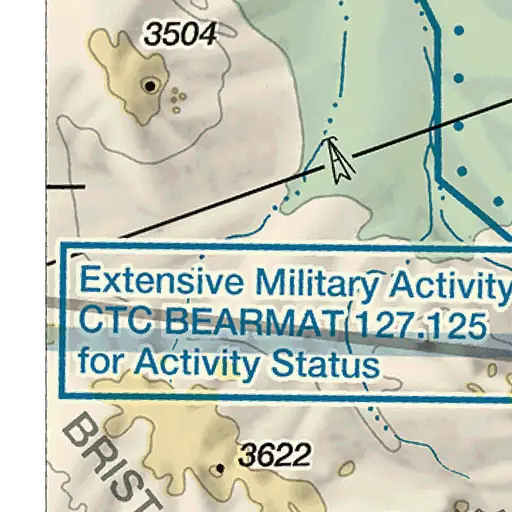 3504
Extensive Military Activity
CTC BEARMAT 127.125
for Activity Status
3622
BRIST